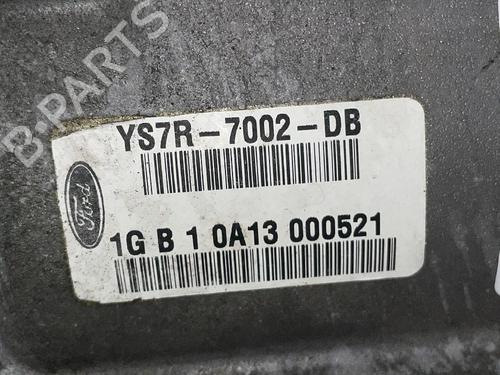 B-PARTS
YS7R-7002-DB
Ford
1G B 1 0A13 000521